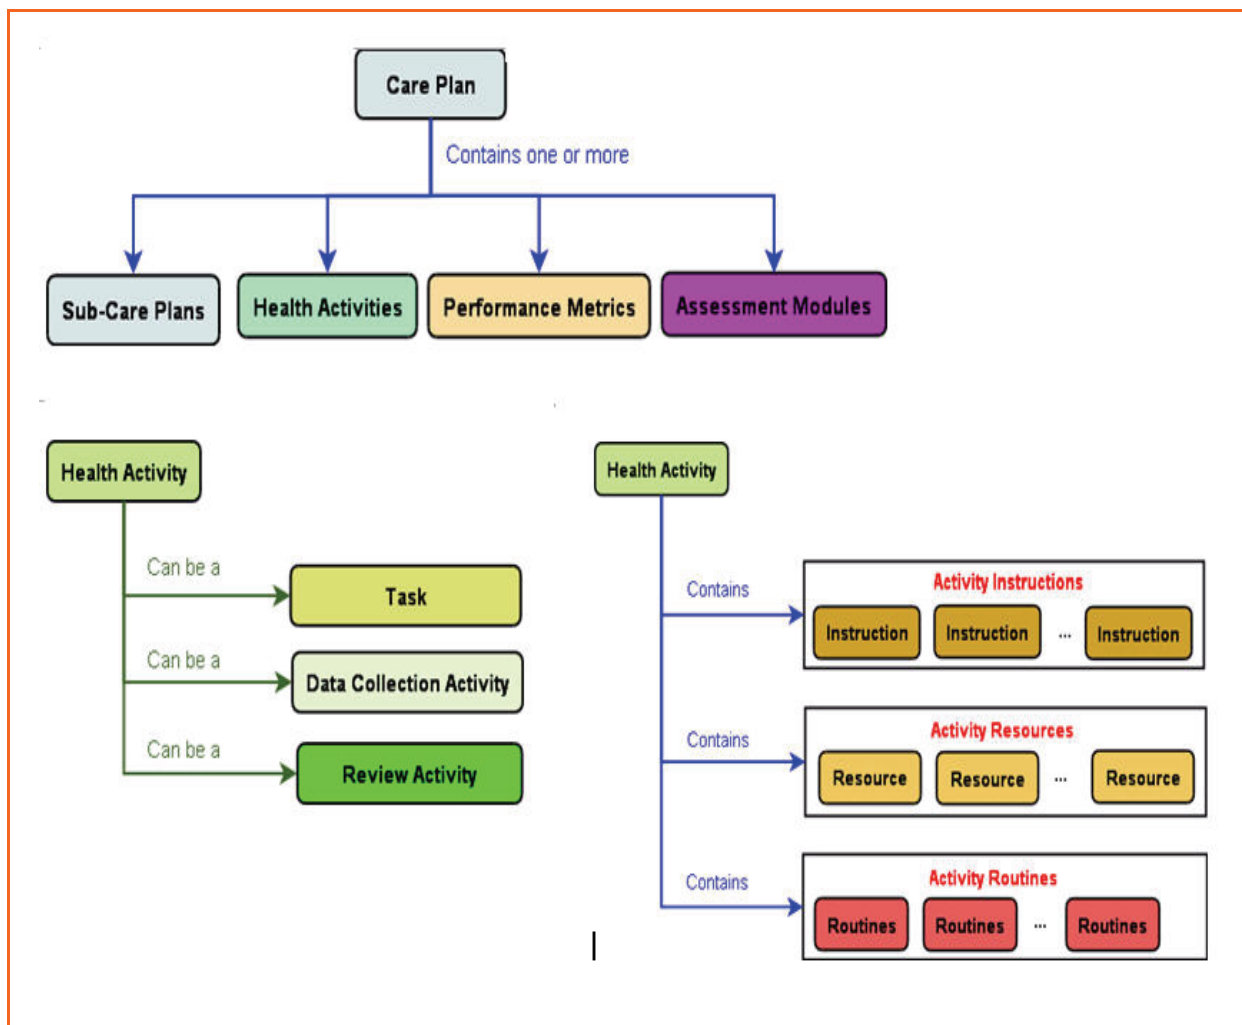 Care Plan
Contains one or more
Sub-Care Plans
Health Activities
Performance Metrics
Assessment Modules
Health Activity
Can be a
Task
Can be a
Data Collection Activity
Can be a
Review Activity
Health Activity
Contains
Activity Instructions
Instruction Instruction ... Instruction
Contains
Activity Resources
Resource Resource ... Resource
Contains
Activity Routines
Routines Routines ... Routines